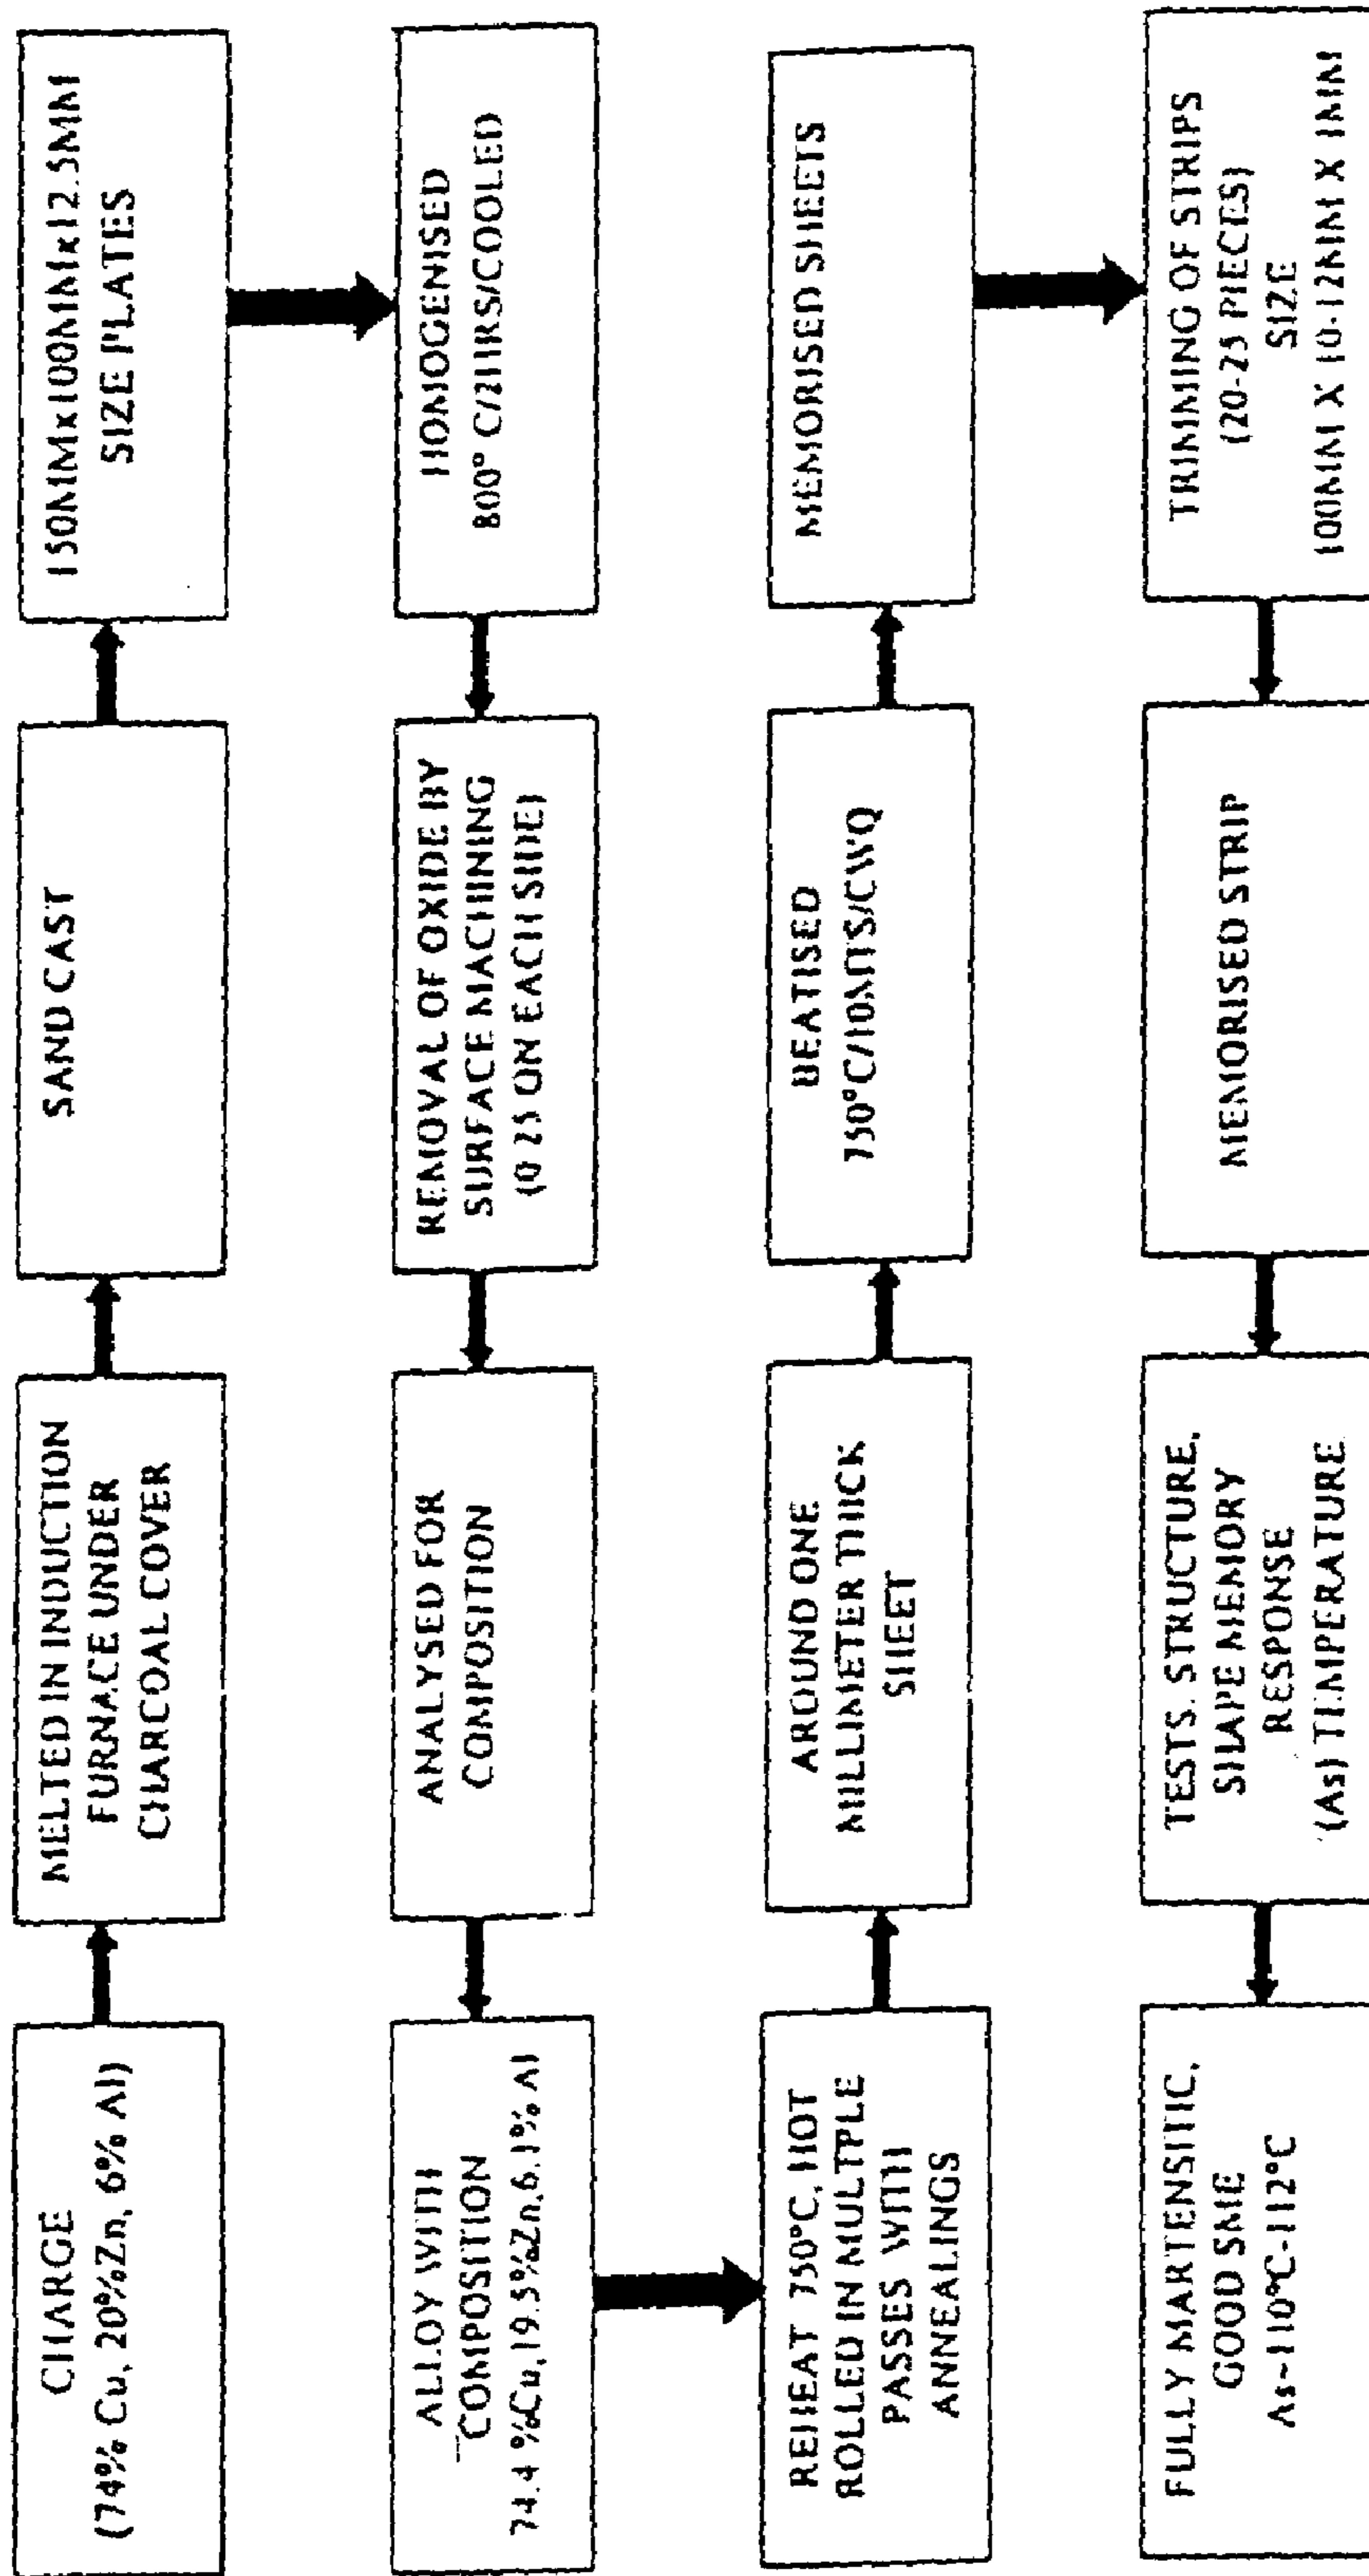 CHARGE
(74% Cu, 20%Zn, 6% Al)
MELTED IN INDUCTION
FURNACE UNDER
CHARCOAL COVER
SAND CAST
150MMx100MMx12.5MM
SIZE PLATES
HOMOGENISED
800° C/2HRS/COOLED
REMOVAL OF OXIDE BY
SURFACE MACHINING
(0 25 ON EACH SIDE)
ANALYSED FOR
COMPOSITION
ALLOY WITH
COMPOSITION
74.4 %Cu,19.5%Zn,6.1% Al
REHEAT 750°C, HOT
ROLLED IN MULTPLE
PASSES WITH
ANNEALINGS
AROUND ONE
MILLIMETER THICK
SHEET
BEATISED
750°C/10MTS/CWQ
MEMORISED SHEETS
TRIMMING OF STRIPS
(20-25 PIECES)
SIZE
100MM X 10-12MM X 1MM
MEMORISED STRIP
TESTS. STRUCTURE,
SHAPE MEMORY
RESPONSE
(As) TEMPERATURE
FULLY MARTENSITIC,
GOOD SME
As~110°C-112°C